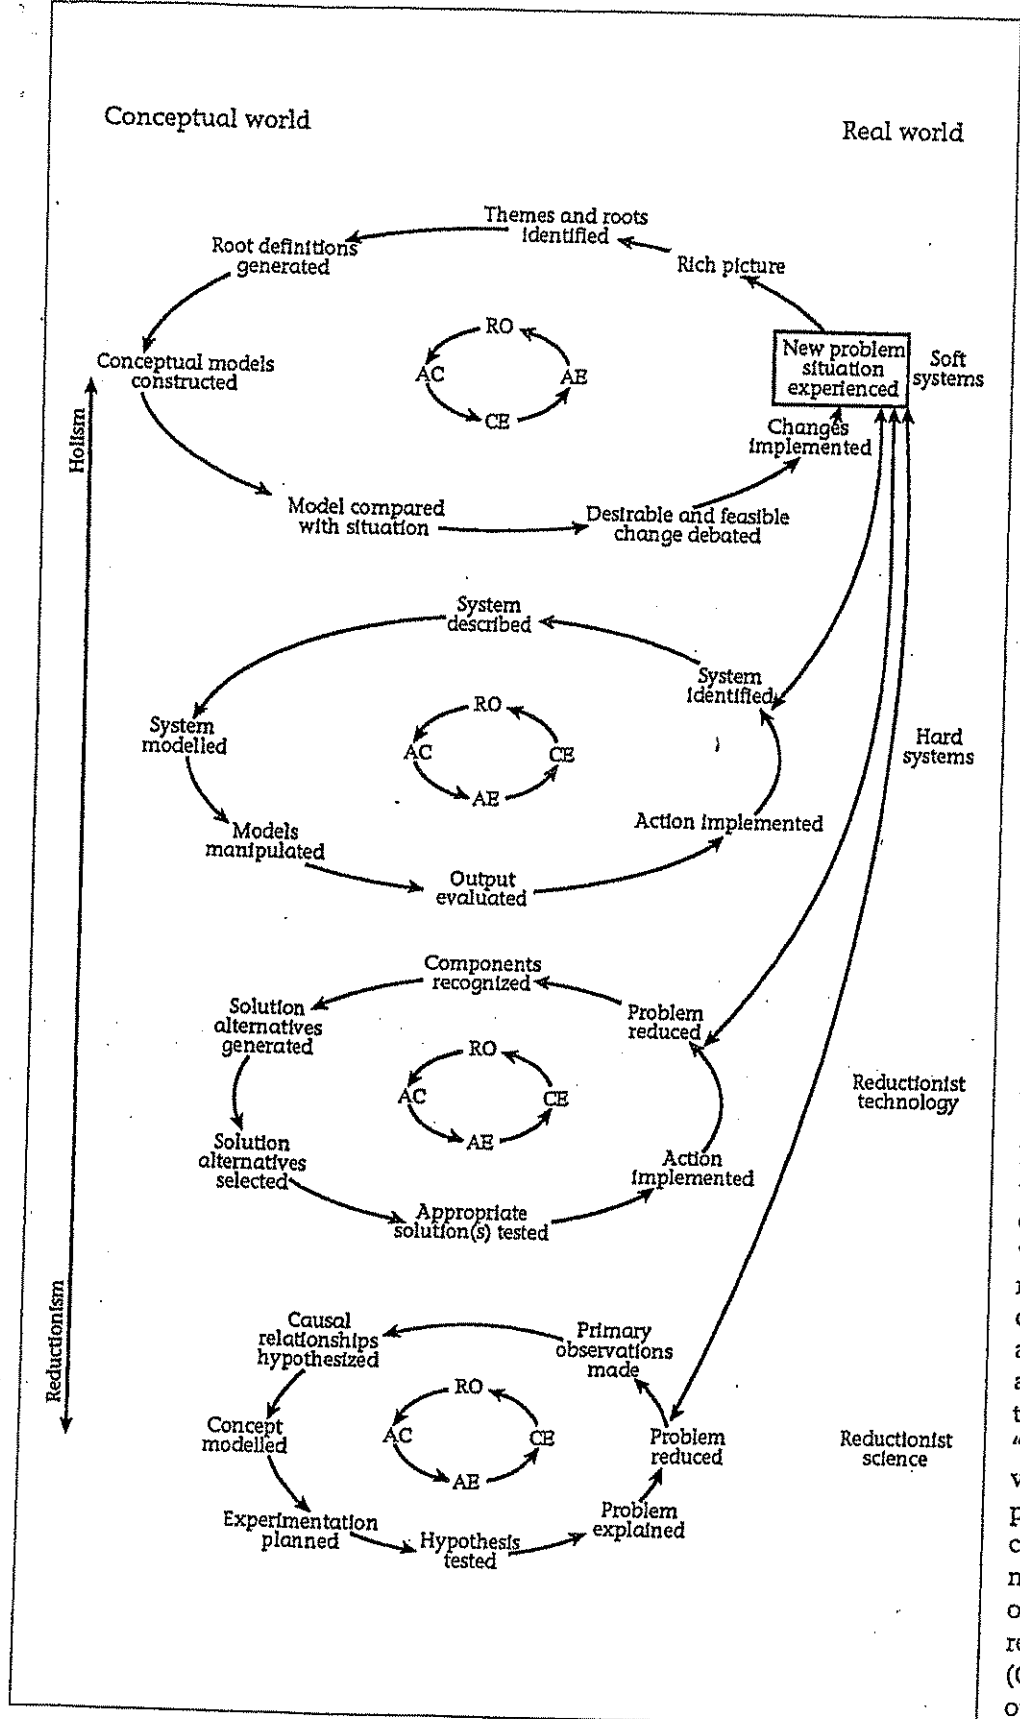 Conceptual world
Real world
Themes and roots
identified
Root definitions
generated
Rich picture
RO
AC
AE
CE
New problem
situation
experienced
Soft
systems
Conceptual models
constructed
Changes
implemented
Holism
Model compared
with situation
Desirable and feasible
change debated
System
described
System
identified
RO
AC
CE
AE
System
modelled
Hard
systems
Models
manipulated
Action implemented
Output
evaluated
Components
recognized
Solution
alternatives
generated
Problem
reduced
RO
AC
CE
AE
Reductionist
technology
Solution
alternatives
selected
Action
implemented
Appropriate
solution(s) tested
Reductionism
Causal
relationships
hypothesized
Primary
observations
made
RO
AC
CE
AE
Concept
modelled
Problem
reduced
Reductionist
science
Experimentation
planned
Hypothesis
tested
Problem
explained